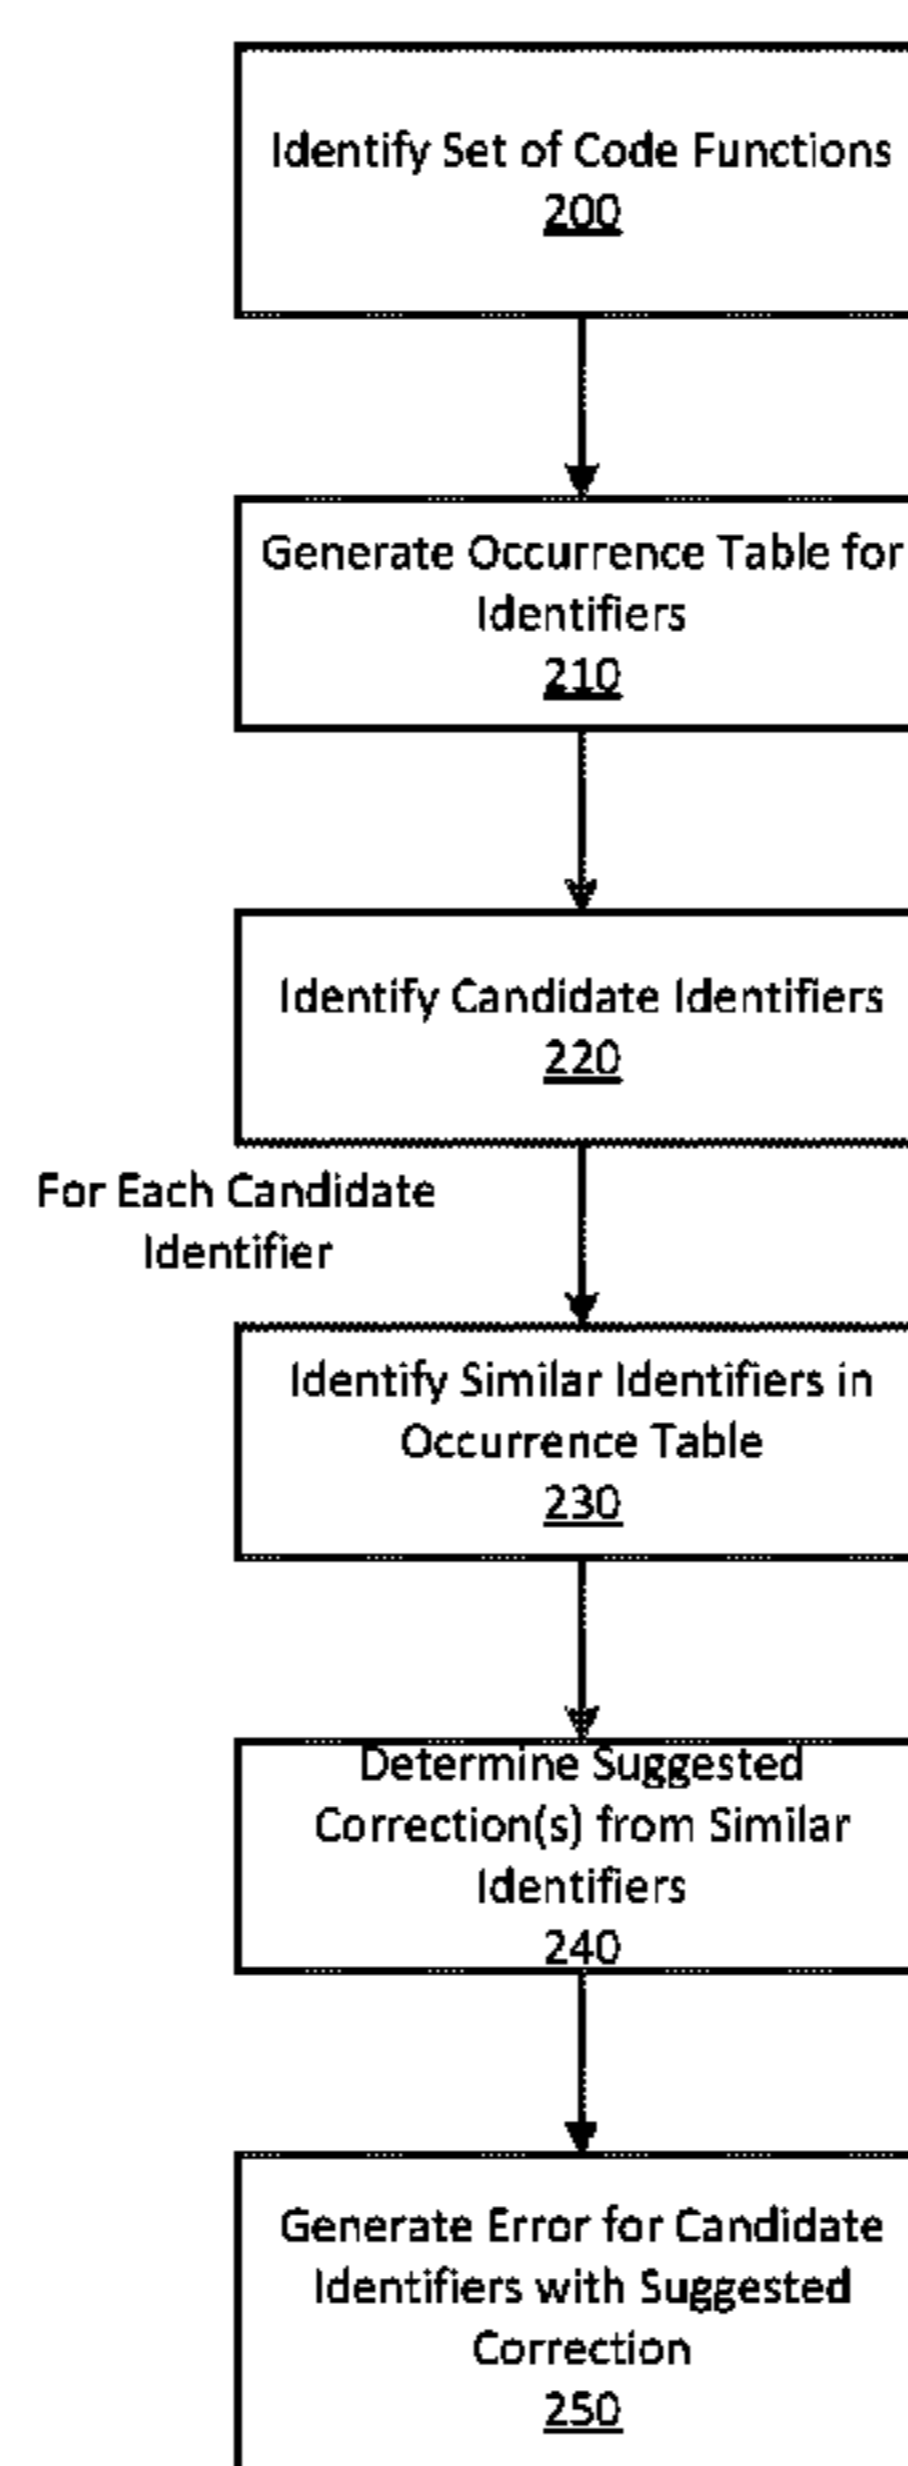 Identify Set of Code Functions
200
Generate Occurrence Table for
Identifiers
210
Identify Candidate Identifiers
220
For Each Candidate
Identifier
Identify Similar Identifiers in
Occurrence Table
230
Determine Suggested
Correction(s) from Similar
Identifiers
240
Generate Error for Candidate
Identifiers with Suggested
Correction
250